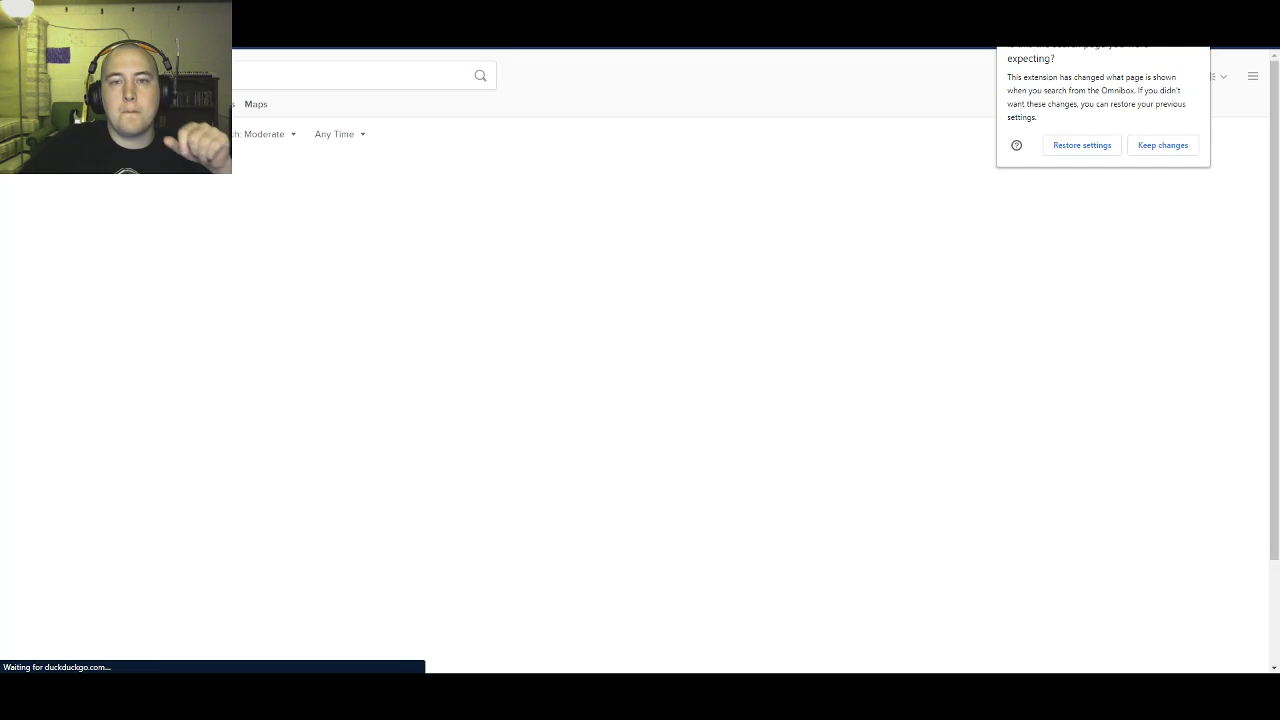 expecting?
This extension has changed what page is shown
when you search from the Omnibox. If you didn't
want these changes, you can restore your previous
settings.
Restore settings Keep changes
Maps
Moderate Any Time
Waiting for duckduckgo.com...